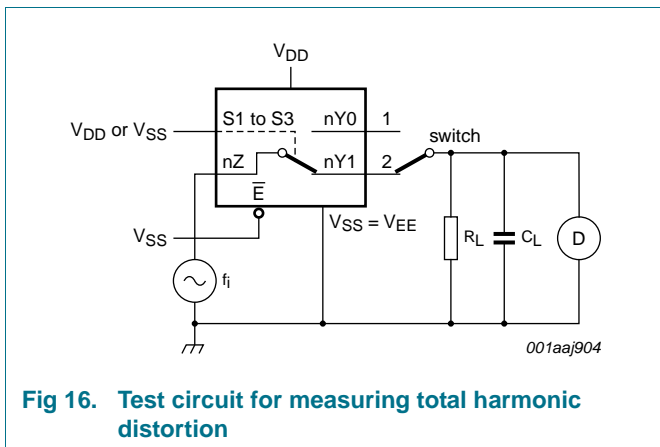 VDD
S1 to S3
nY0
1
VDD or VSS
switch
nZ
nY1
2
E
VSS = VEE
VSS
RL
CL
D
fi
001aaj904
Fig 16. Test circuit for measuring total harmonic
distortion